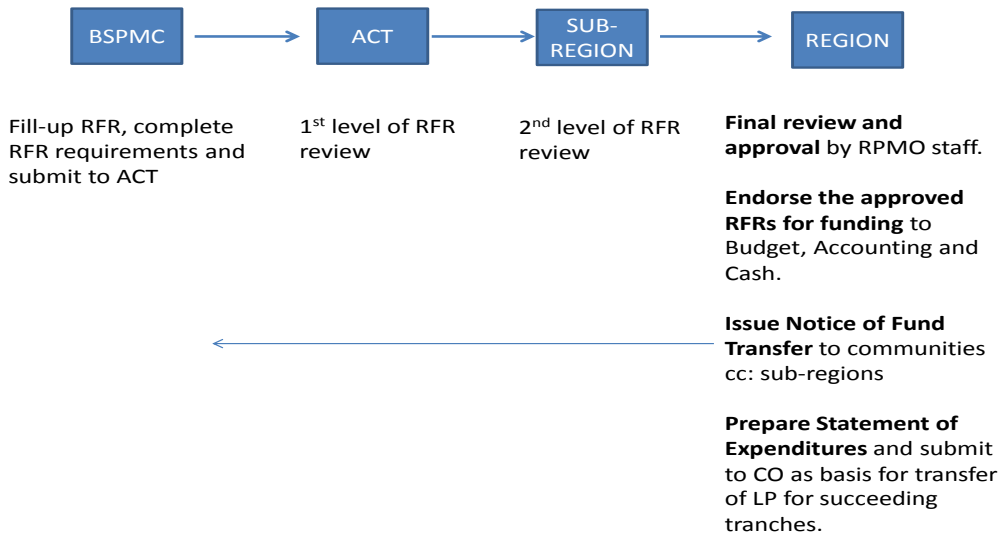 BSPMC
ACT
SUB-
REGION
REGION
Fill-up RFR, complete
RFR requirements and
submit to ACT
1st level of RFR
review
2nd level of RFR
review
Final review and
approval by RPMO staff.
Endorse the approved
RFRs for funding to
Budget, Accounting and
Cash.
Issue Notice of Fund
Transfer to communities
cc: sub-regions
Prepare Statement of
Expenditures and submit
to CO as basis for transfer
of LP for succeeding
tranches.